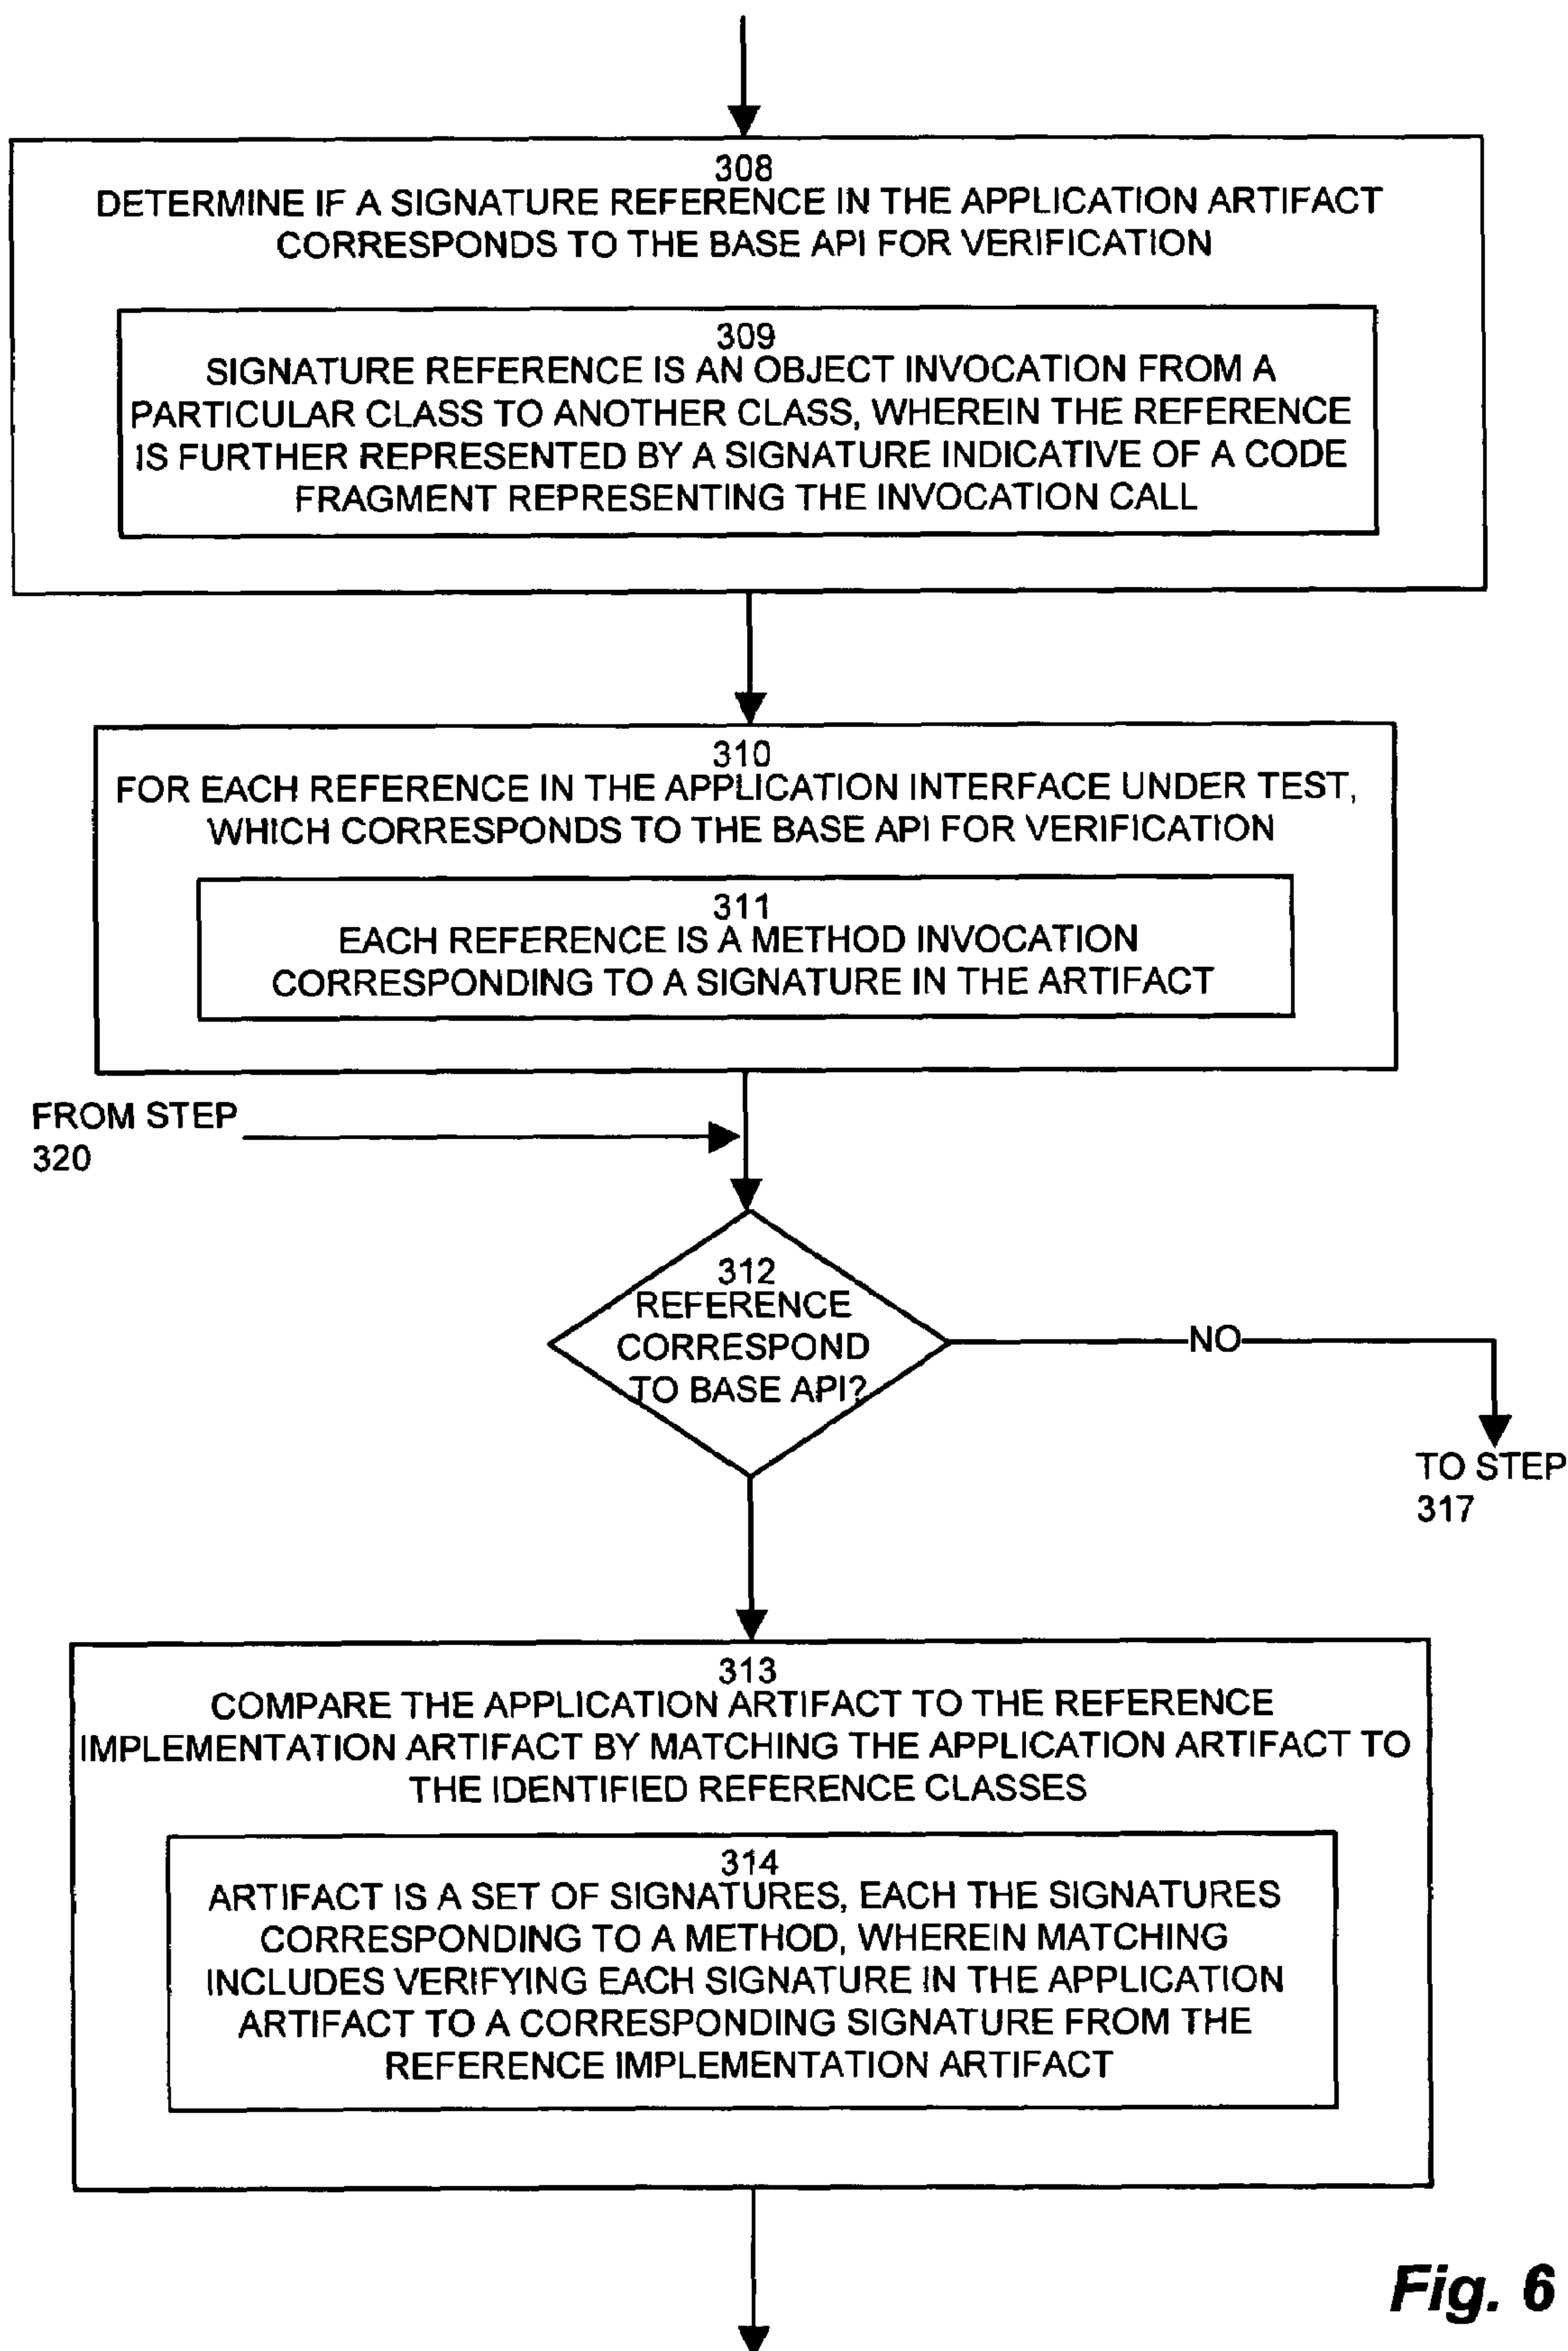 308
DETERMINE IF A SIGNATURE REFERENCE IN THE APPLICATION ARTIFACT
CORRESPONDS TO THE BASE API FOR VERIFICATION
309
SIGNATURE REFERENCE IS AN OBJECT INVOCATION FROM A
PARTICULAR CLASS TO ANOTHER CLASS, WHEREIN THE REFERENCE
IS FURTHER REPRESENTED BY A SIGNATURE INDICATIVE OF A CODE
FRAGMENT REPRESENTING THE INVOCATION CALL
310
FOR EACH REFERENCE IN THE APPLICATION INTERFACE UNDER TEST,
WHICH CORRESPONDS TO THE BASE API FOR VERIFICATION
311
EACH REFERENCE IS A METHOD INVOCATION
CORRESPONDING TO A SIGNATURE IN THE ARTIFACT
FROM STEP
320
312
REFERENCE
CORRESPOND
TO BASE API?
NO
TO STEP
317
313
COMPARE THE APPLICATION ARTIFACT TO THE REFERENCE
IMPLEMENTATION ARTIFACT BY MATCHING THE APPLICATION ARTIFACT TO
THE IDENTIFIED REFERENCE CLASSES
314
ARTIFACT IS A SET OF SIGNATURES, EACH THE SIGNATURES
CORRESPONDING TO A METHOD, WHEREIN MATCHING
INCLUDES VERIFYING EACH SIGNATURE IN THE APPLICATION
ARTIFACT TO A CORRESPONDING SIGNATURE FROM THE
REFERENCE IMPLEMENTATION ARTIFACT
Fig. 6